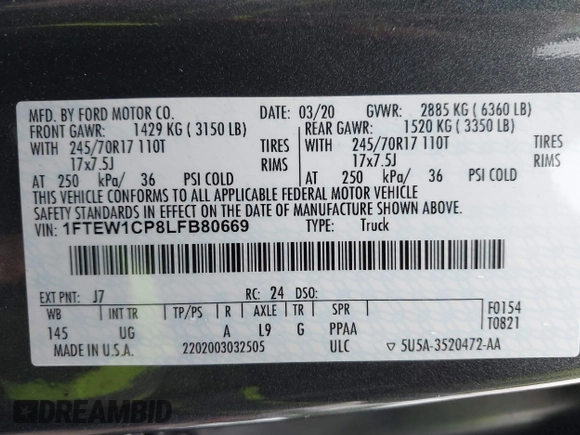 MFD. BY FORD MOTOR CO. DATE: 03/20 GVWR: 2885 KG ( 6360 LB)
FRONT GAWR: 1429 KG ( 3150 LB) REAR GAWR: 1520 KG ( 3350 LB)
WITH 245/70R17 110T TIRES WITH 245/70R17 110T TIRES
17x7.5J RIMS 17x7.5J RIMS
AT 250 kPa/ 36 PSI COLD AT 250 kPa/ 36 PSI COLD
THIS VEHICLE CONFORMS TO ALL APPLICABLE FEDERAL MOTOR VEHICLE
SAFETY STANDARDS IN EFFECT ON THE DATE OF MANUFACTURE SHOWN ABOVE.
VIN: 1FTEW1CP8LFB80669 TYPE: Truck
EXT PNT: J7 RC: 24 DSO:
WB INT TR TP/PS R AXLE TR SPR F0154
145 UG A L9 G PPAA T0821
MADE IN U.S.A. 2202003032505 ULC ▽ 5U5A-3520472-AA
DREAMBID